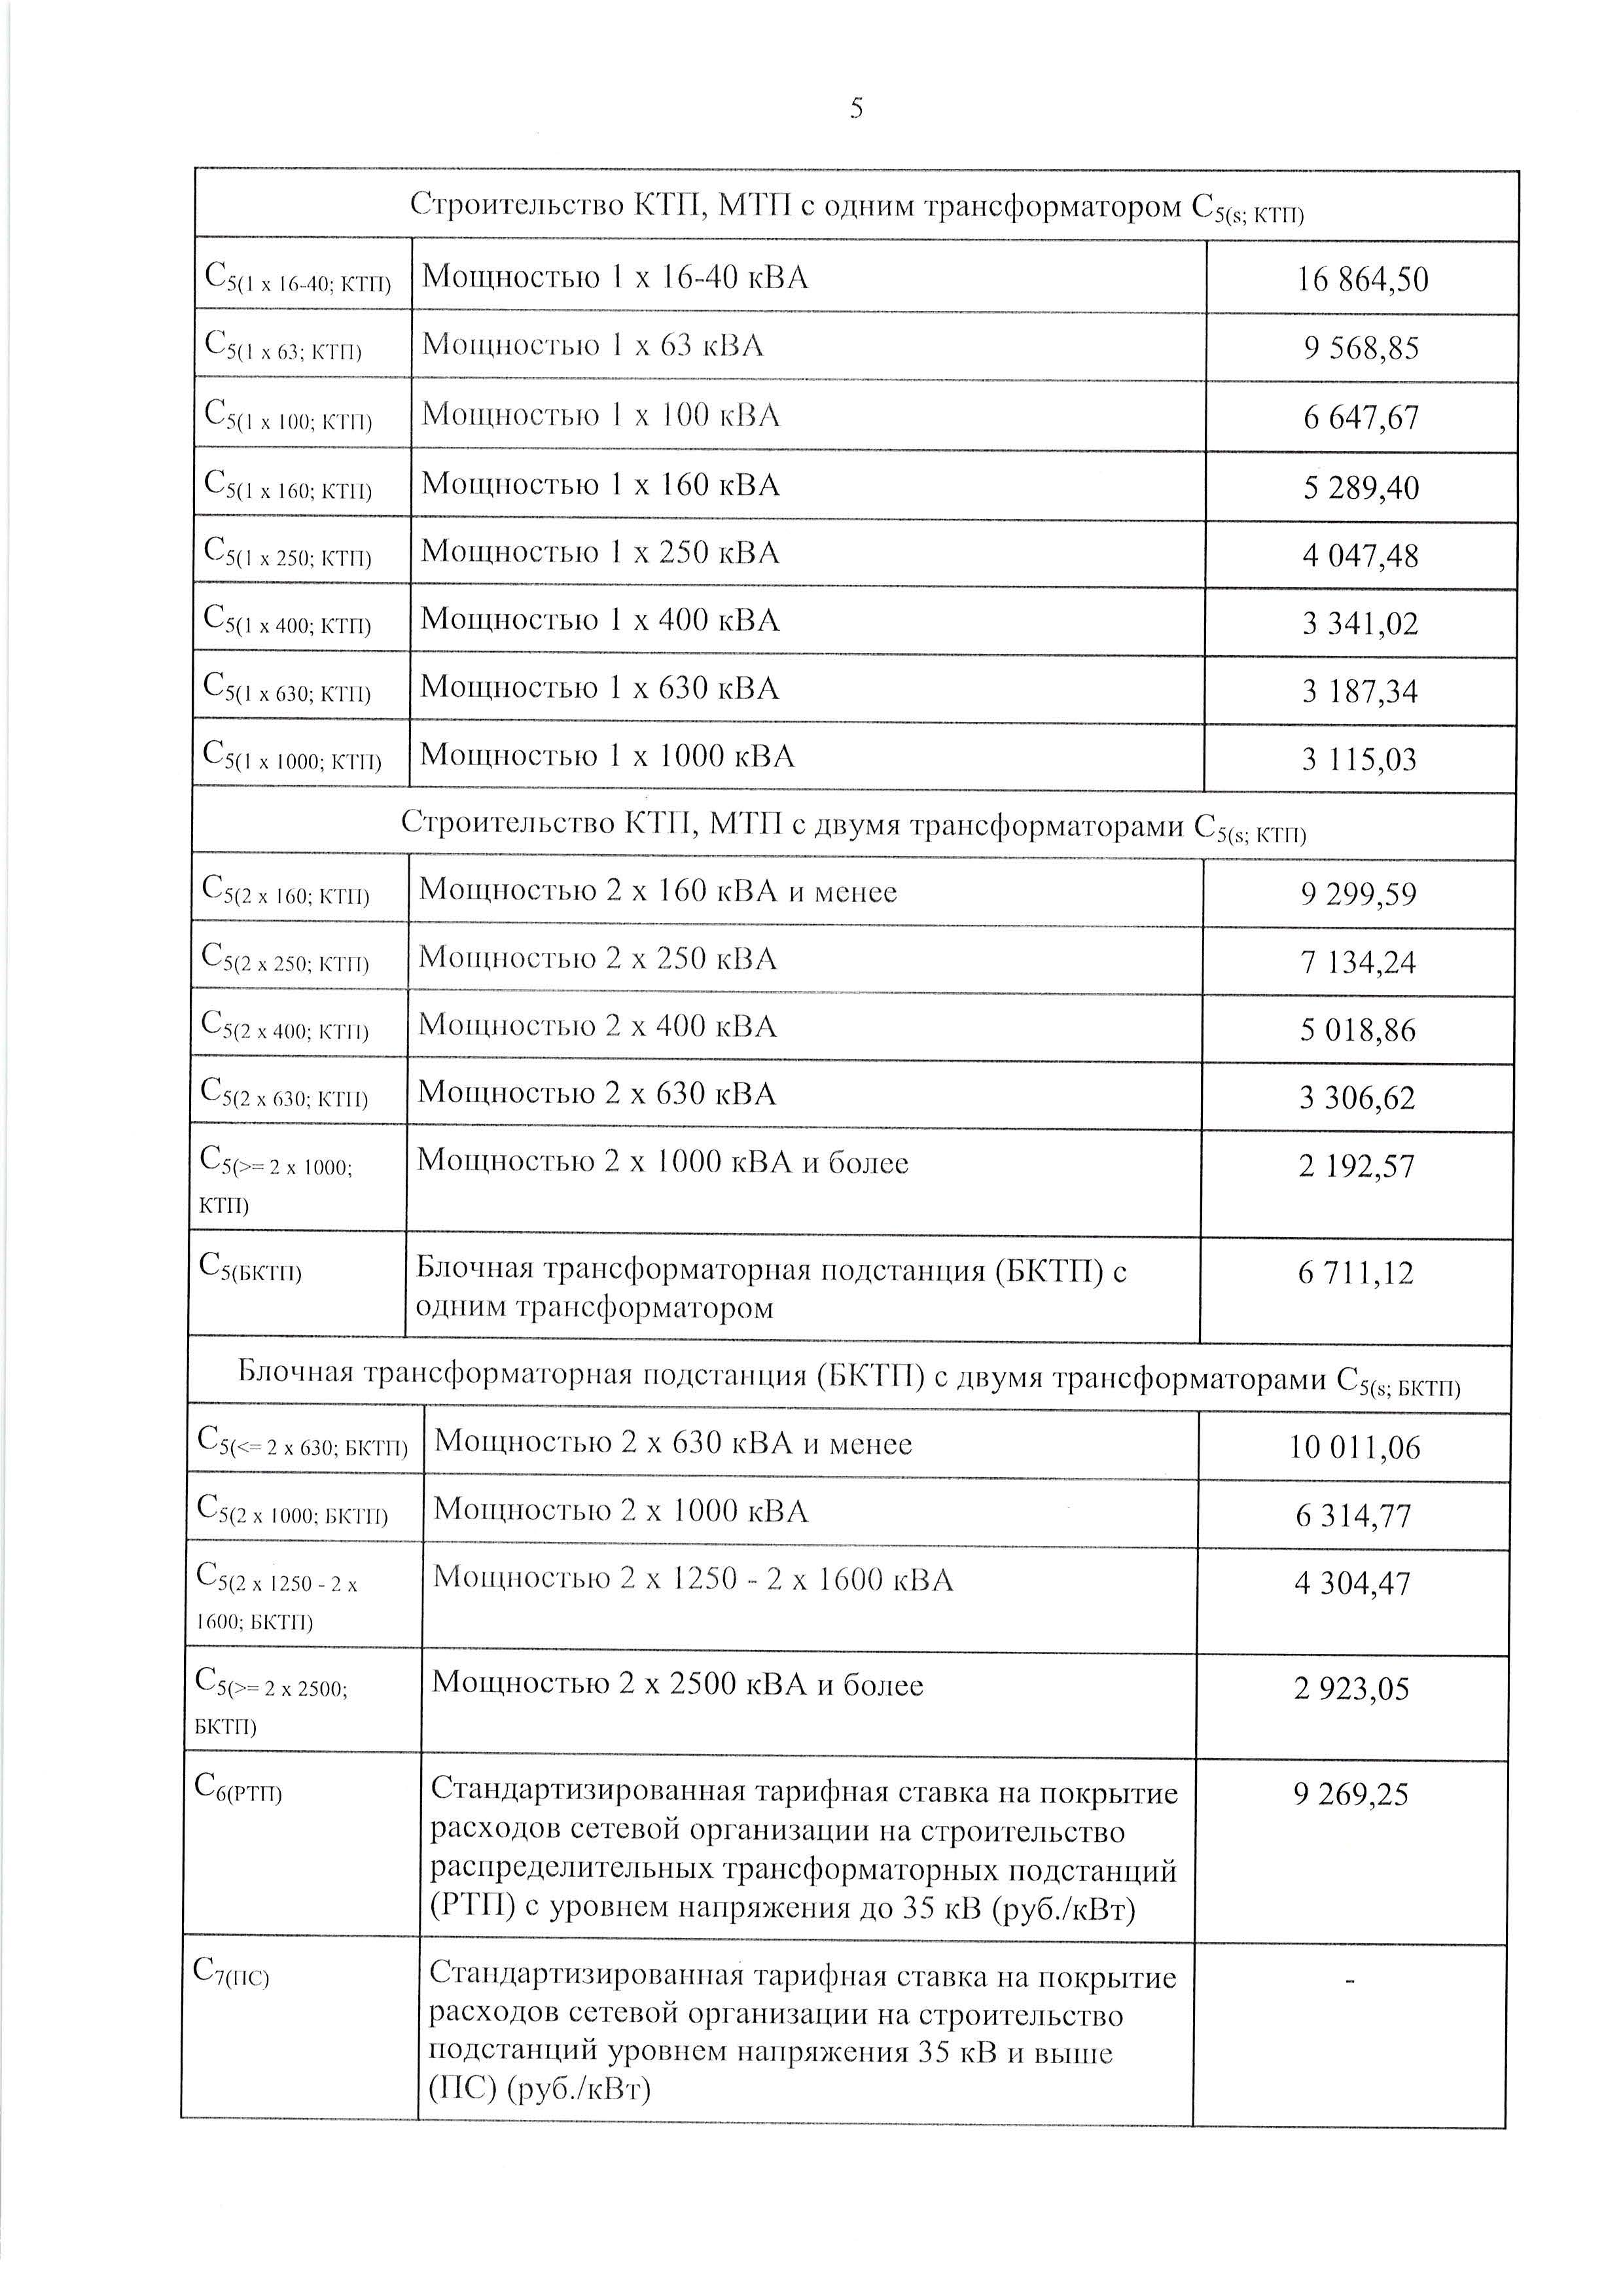 5
Строительство КТП, МТП с одним трансформатором С5(s; КТП)
С5(1 х 16-40; КТП) Мощностью 1 х 16-40 кВА 16 864,50
С5(1 х 63; КТП) Мощностью 1 х 63 кВА 9 568,85
С5(1 х 100; КТП) Мощностью 1 х 100 кВА 6 647,67
С5(1 х 160; КТП) Мощностью 1 х 160 кВА 5 289,40
С5(1 х 250; КТП) Мощностью 1 х 250 кВА 4 047,48
С5(1 х 400; КТП) Мощностью 1 х 400 кВА 3 341,02
С5(1 х 630; КТП) Мощностью 1 х 630 кВА 3 187,34
С5(1 х 1000; КТП) Мощностью 1 х 1000 кВА 3 115,03
Строительство КТП, МТП с двумя трансформаторами С5(s; КТП)
С5(2 х 160; КТП) Мощностью 2 х 160 кВА и менее 9 299,59
С5(2 х 250; КТП) Мощностью 2 х 250 кВА 7 134,24
С5(2 х 400; КТП) Мощностью 2 х 400 кВА 5 018,86
С5(2 х 630; КТП) Мощностью 2 х 630 кВА 3 306,62
С5(>= 2 х 1000; Мощностью 2 х 1000 кВА и более 2 192,57
КТП)
С5(БКТП) Блочная трансформаторная подстанция (БКТП) с 6 711,12
одним трансформатором
Блочная трансформаторная подстанция (БКТП) с двумя трансформаторами С5(s; БКТП)
С5(<= 2 х 630; БКТП) Мощностью 2 х 630 кВА и менее 10 011,06
С5(2 х 1000; БКТП) Мощностью 2 х 1000 кВА 6 314,77
С5(2 х 1250 - 2 х Мощностью 2 х 1250 - 2 х 1600 кВА 4 304,47
1600; БКТП)
С5(>= 2 х 2500; Мощностью 2 х 2500 кВА и более 2 923,05
БКТП)
С6(РТП) Стандартизированная тарифная ставка на покрытие 9 269,25
расходов сетевой организации на строительство
распределительных трансформаторных подстанций
(РТП) с уровнем напряжения до 35 кВ (руб./кВт)
С7(ПС) Стандартизированная тарифная ставка на покрытие -
расходов сетевой организации на строительство
подстанций уровнем напряжения 35 кВ и выше
(ПС) (руб./кВт)